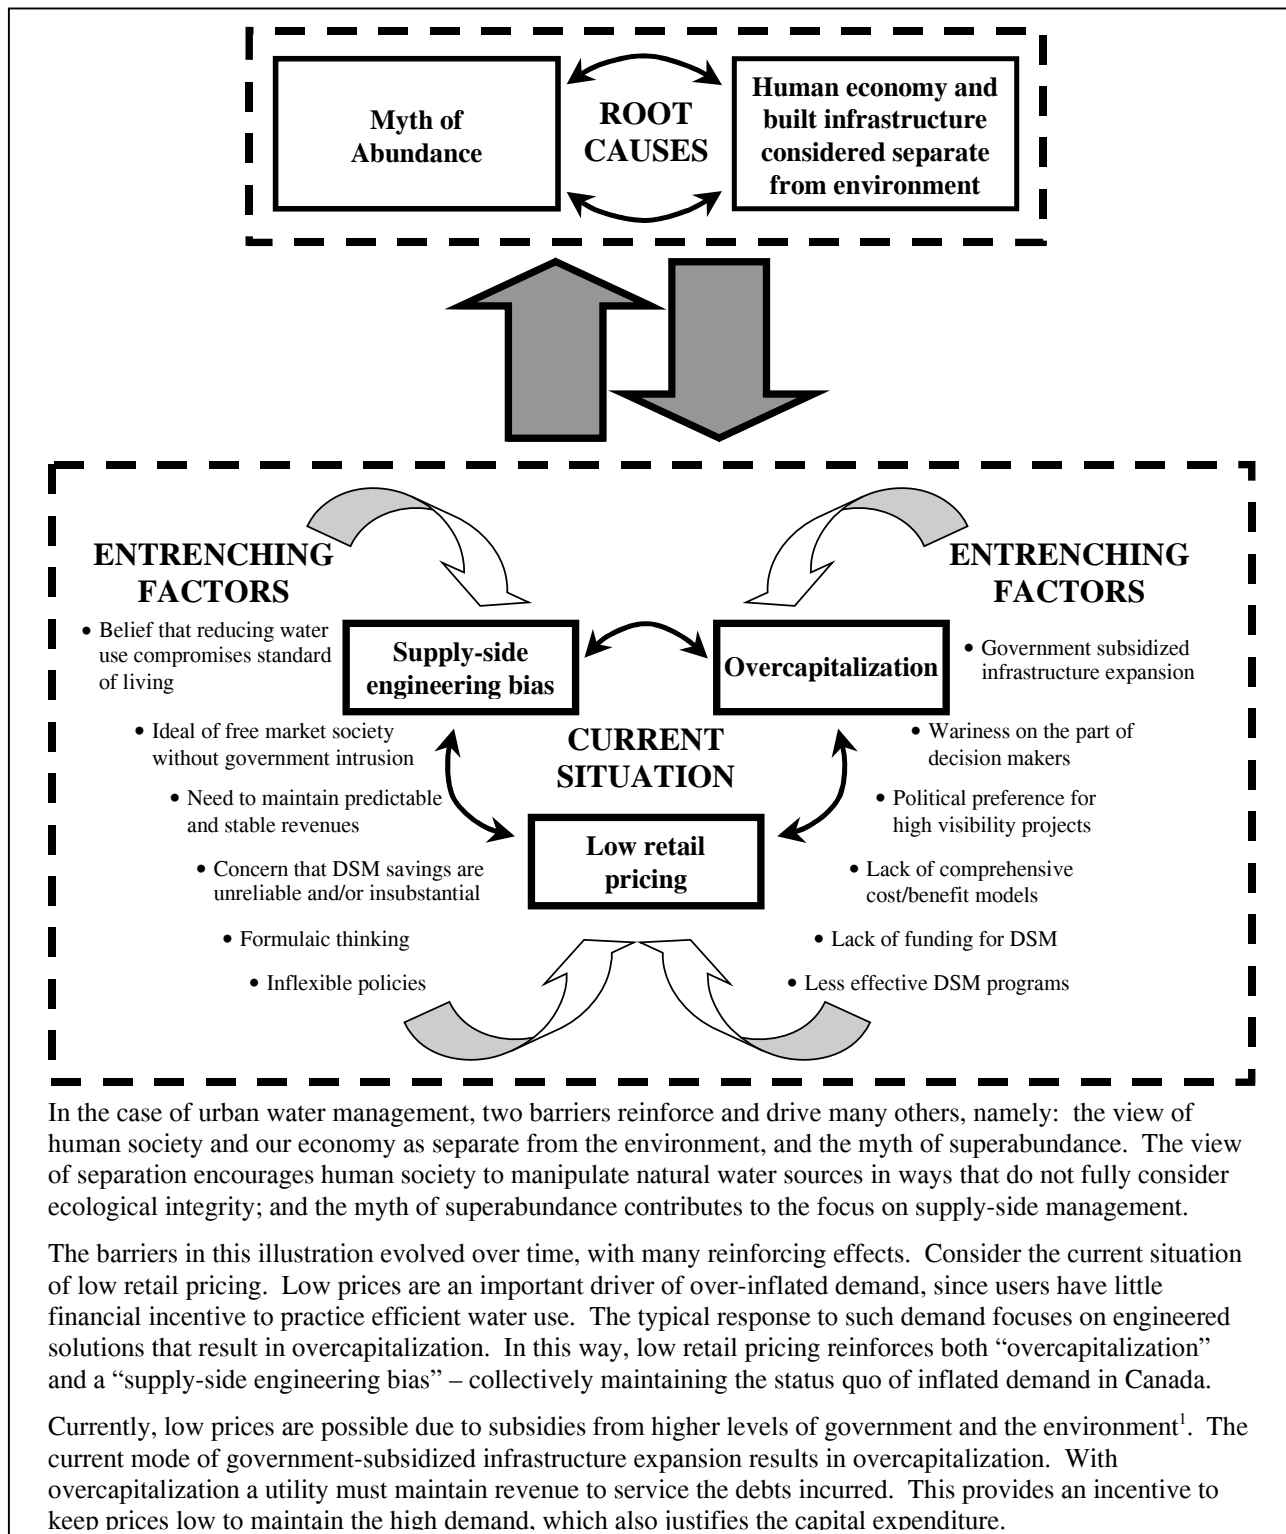 Myth of
Abundance
ROOT
CAUSES
Human economy and
built infrastructure
considered separate
from environment
ENTRENCHING
FACTORS
• Belief that reducing water
use compromises standard
of living
• Ideal of free market society
without government intrusion
• Need to maintain predictable
and stable revenues
• Concern that DSM savings are
unreliable and/or insubstantial
• Formulaic thinking
• Inflexible policies
Supply-side
engineering bias
Overcapitalization
CURRENT
SITUATION
Low retail
pricing
ENTRENCHING
FACTORS
• Government subsidized
infrastructure expansion
• Wariness on the part of
decision makers
• Political preference for
high visibility projects
• Lack of comprehensive
cost/benefit models
• Lack of funding for DSM
• Less effective DSM programs
In the case of urban water management, two barriers reinforce and drive many others, namely:  the view of
human society and our economy as separate from the environment, and the myth of superabundance.  The view
of separation encourages human society to manipulate natural water sources in ways that do not fully consider
ecological integrity; and the myth of superabundance contributes to the focus on supply-side management.
The barriers in this illustration evolved over time, with many reinforcing effects.  Consider the current situation
of low retail pricing.  Low prices are an important driver of over-inflated demand, since users have little
financial incentive to practice efficient water use.  The typical response to such demand focuses on engineered
solutions that result in overcapitalization.  In this way, low retail pricing reinforces both “overcapitalization”
and a “supply-side engineering bias” – collectively maintaining the status quo of inflated demand in Canada.
Currently, low prices are possible due to subsidies from higher levels of government and the environment¹.  The
current mode of government-subsidized infrastructure expansion results in overcapitalization.  With
overcapitalization a utility must maintain revenue to service the debts incurred.  This provides an incentive to
keep prices low to maintain the high demand, which also justifies the capital expenditure.